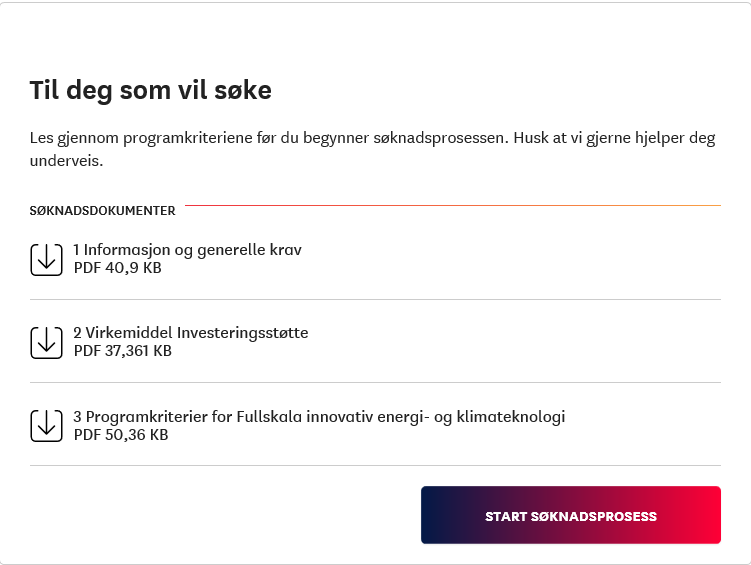 Til deg som vil søke
Les gjennom programkriteriene før du begynner søknadsprosessen. Husk at vi gjerne hjelper deg
underveis.
SØKNADSDOKUMENTER
1 Informasjon og generelle krav
PDF 40,9 KB
2 Virkemiddel Investeringsstøtte
PDF 37,361 KB
3 Programkriterier for Fullskala innovativ energi- og klimateknologi
PDF 50,36 KB
START SØKNADSPROSESS